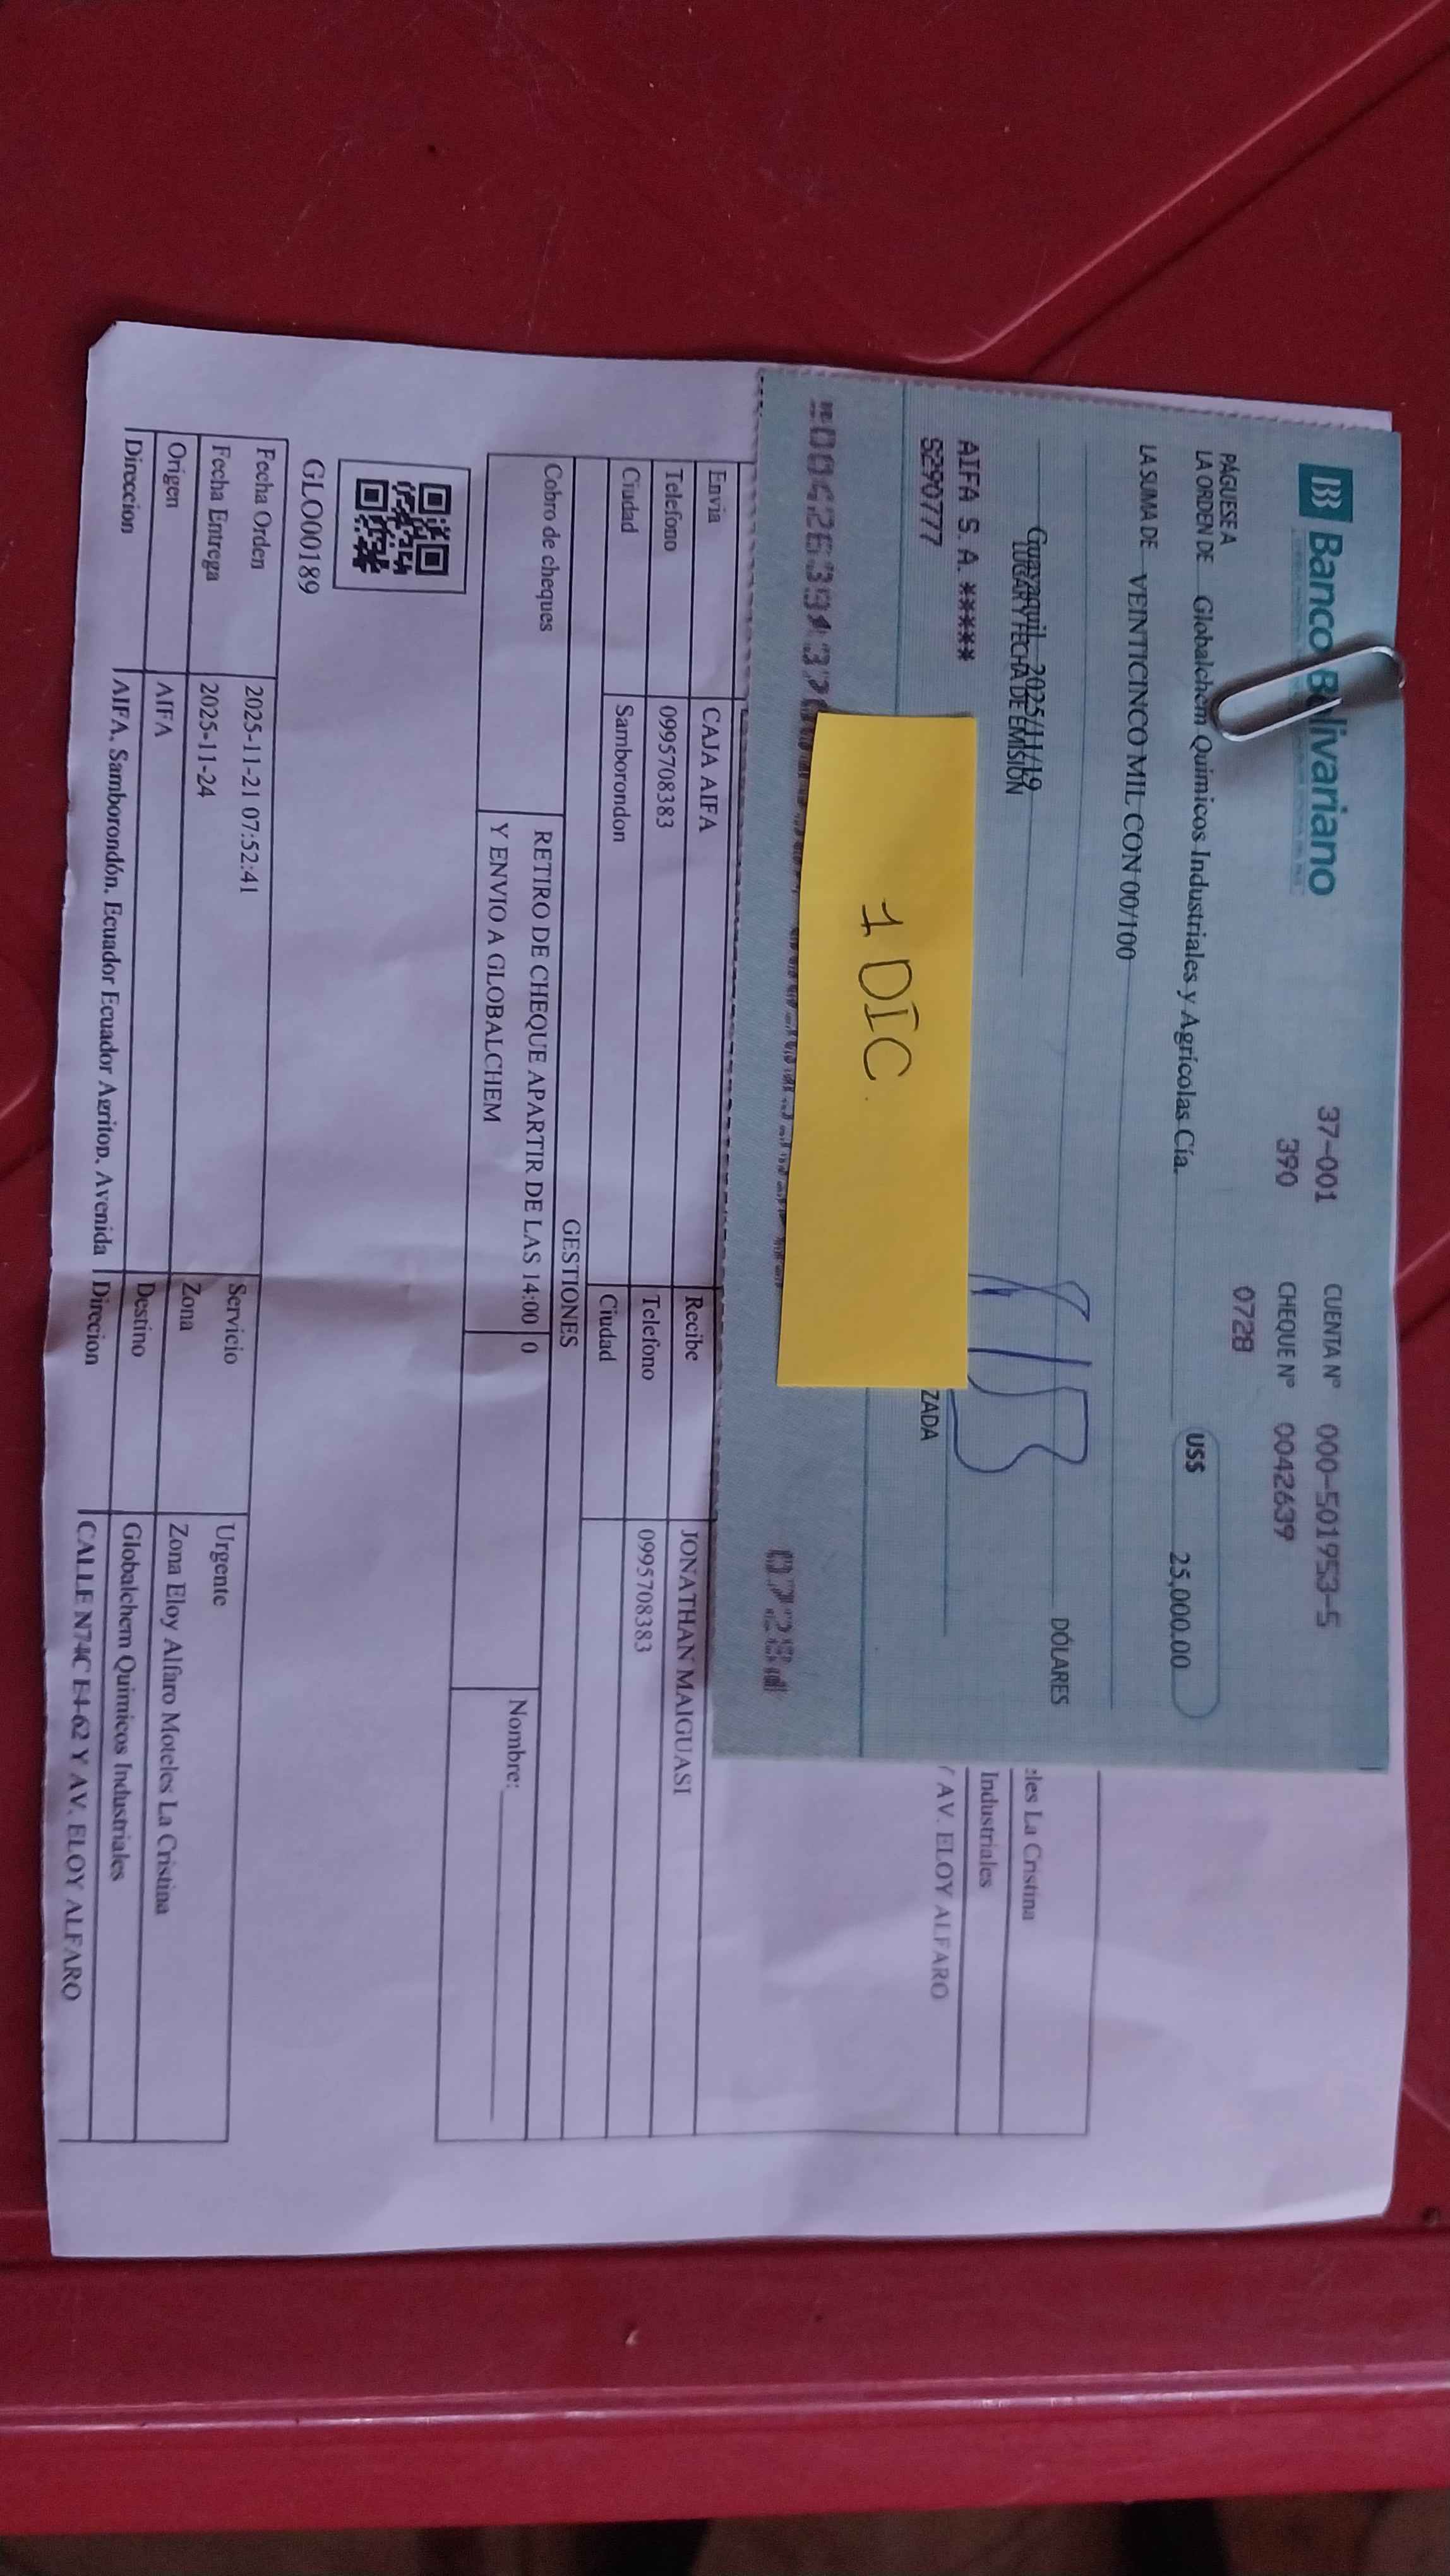 Banco Bolivariano
37-001
390
CUENTA Nº 000-501953-5
CHEQUE Nº 0042639
0728
PÁGUESE A
LA ORDEN DE Globalchem Quimicos Industriales y Agrícolas Cía.
US$ 25,000.00
LA SUMA DE VEINTICINCO MIL CON 00/100
DÓLARES
Guayaquil, 2025/11/19
LUGAR Y FECHA DE EMISIÓN
AIFA S. A. *****
S290777
ZADA
1 DIC
0728
les La Cristina
Industriales
Y AV. ELOY ALFARO
Envia CAJA AIFA Recibe JONATHAN MAIGUASI
Telefono 0995708383 Telefono 0995708383
Ciudad Samborondon Ciudad
GESTIONES
Cobro de cheques RETIRO DE CHEQUE APARTIR DE LAS 14:00 0 Nombre:
Y ENVIO A GLOBALCHEM
GLO00189
Fecha Orden 2025-11-21 07:52:41 Servicio Urgente
Fecha Entrega 2025-11-24 Zona Zona Eloy Alfaro Moteles La Cristina
Origen AIFA Destino Globalchem Quimicos Industriales
Direccion AIFA, Samborondón, Ecuador Ecuador Agritop, Avenida Direcion CALLE N74C E4-62 Y AV. ELOY ALFARO